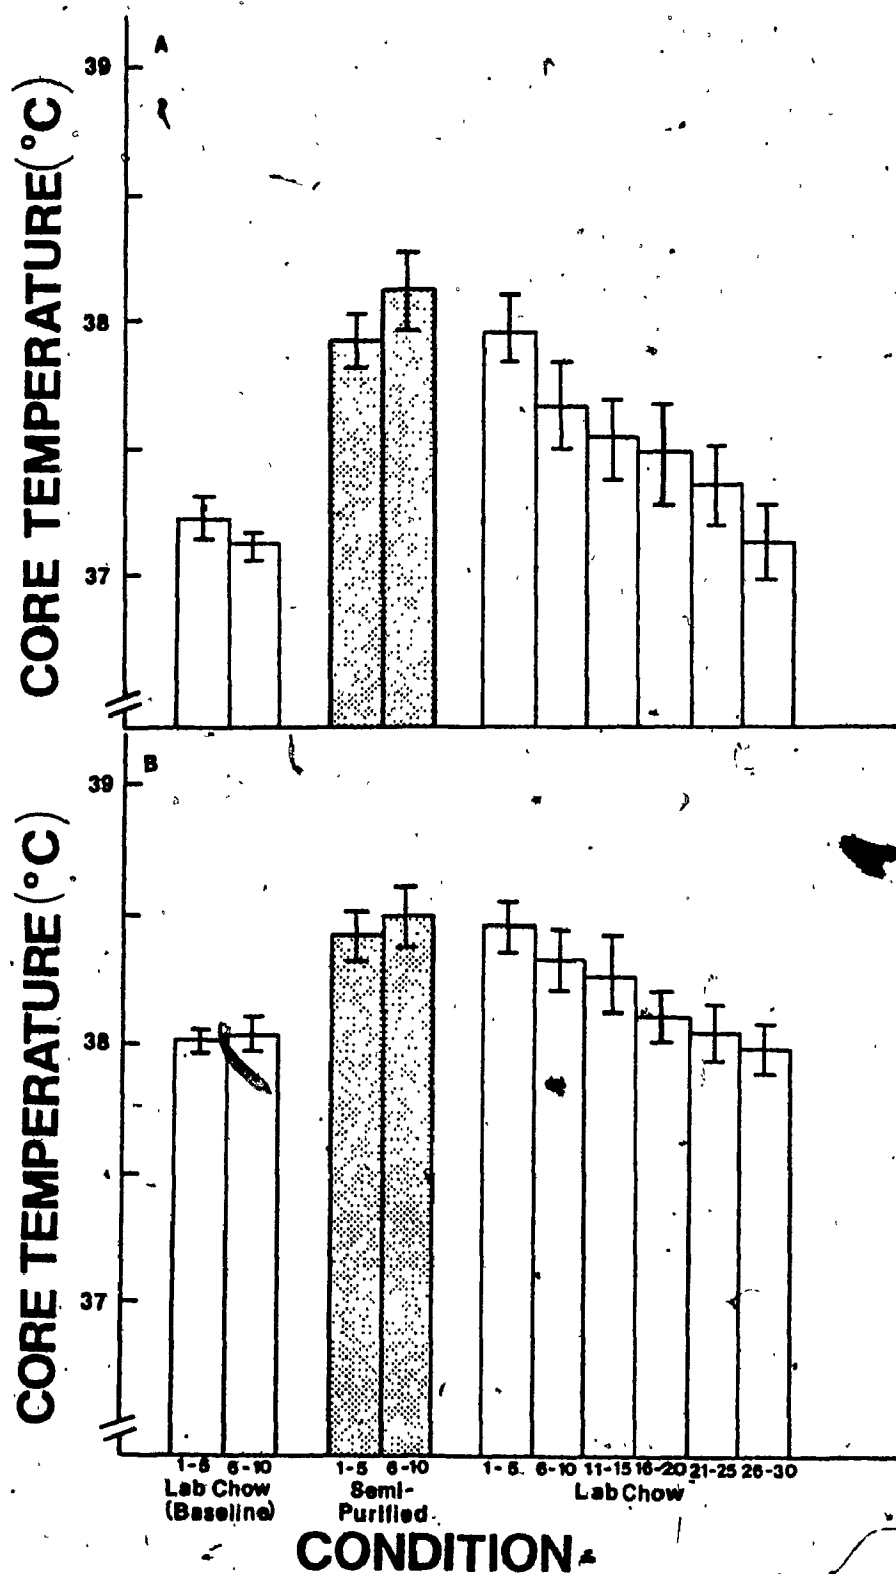 A
39
38
37
CORE TEMPERATURE(°C)
B
39
38
37
CORE TEMPERATURE(°C)
1-5 6-10 1-5 6-10 1-5 6-10 11-15 16-20 21-25 26-30
Lab Chow Semi- Lab Chow
(Baseline) Purified
CONDITION